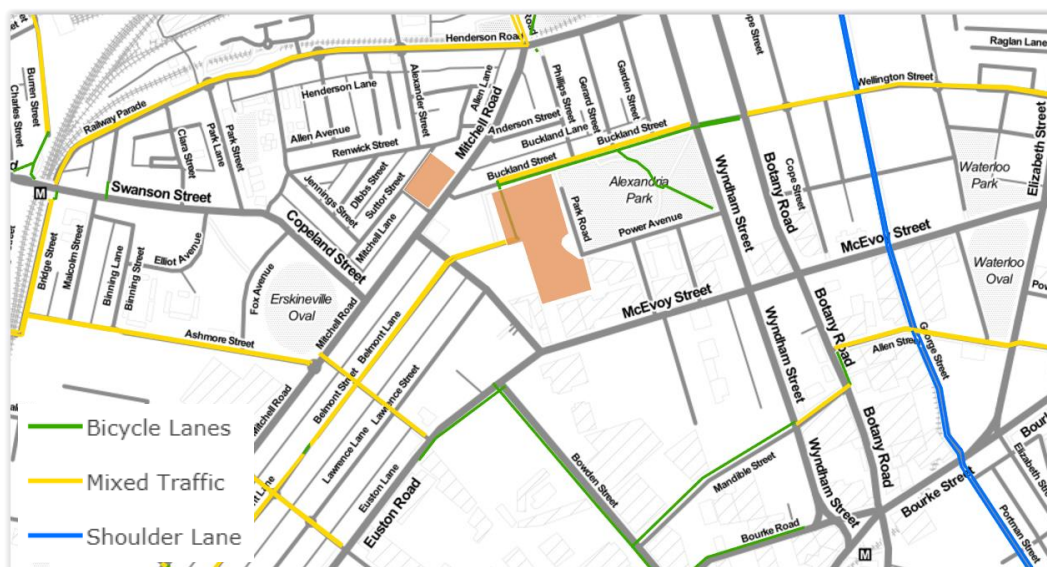 Henderson Road
Road
Cope Street
Raglan Lane
Burren Street
Charles Street
Railway Parade
Henderson Lane
Alexander Street
Allen Lane
Mitchell Road
Phillips Street
Gerard Street
Garden Street
Wellington Street
Clara Street
Park Lane
Park Street
Allen Avenue
Renwick Street
Anderson Street
Buckland Lane
Buckland Street
Buckland Street
M
Swanson Street
Jennings Street
Dibbs Street
Suttor Street
Mitchell Lane
Copeland Street
Alexandria
Park
Park Road
Power Avenue
Wyndham Street
Botany Road
Cope Street
Waterloo
Park
Elizabeth Street
McEvoy Street
Bridge Street
Malcolm Street
Binning Lane
Binning Street
Elliot Avenue
Fox Avenue
Erskineville
Oval
Mitchell Road
McEvoy Street
Waterloo
Oval
Ashmore Street
Belmont Lane
Belmont Street
Lawrence Street
Wyndham Street
Botany Road
Allen Street
George Street
Mitchell Road
Lawrence Lane
Euston Lane
Euston Road
Bowden Street
Mandible Street
Bourke Road
Wyndham Street
Botany Road
Bourke Street
Elizabeth Street
Portman Street
M
Bicycle Lanes
Mixed Traffic
Shoulder Lane